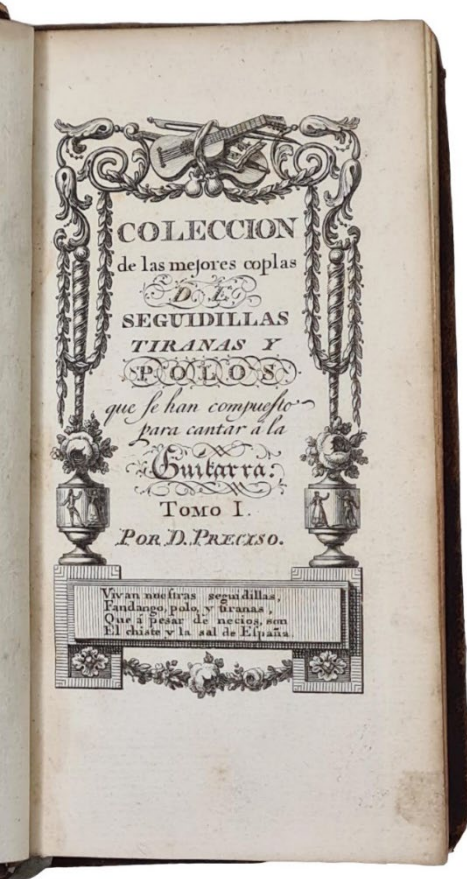 COLECCION
de las mejores coplas
DE
SEGUIDILLAS
TIRANAS Y
POLOS
que se han compuesto
para cantar á la
Guitarra:
TOMO I.
POR D. PRECISO.
Vivan nuestras seguidillas,
Fandango, polo, y tiranas,
Que á pesar de necios, son
El chiste y la sal de España.